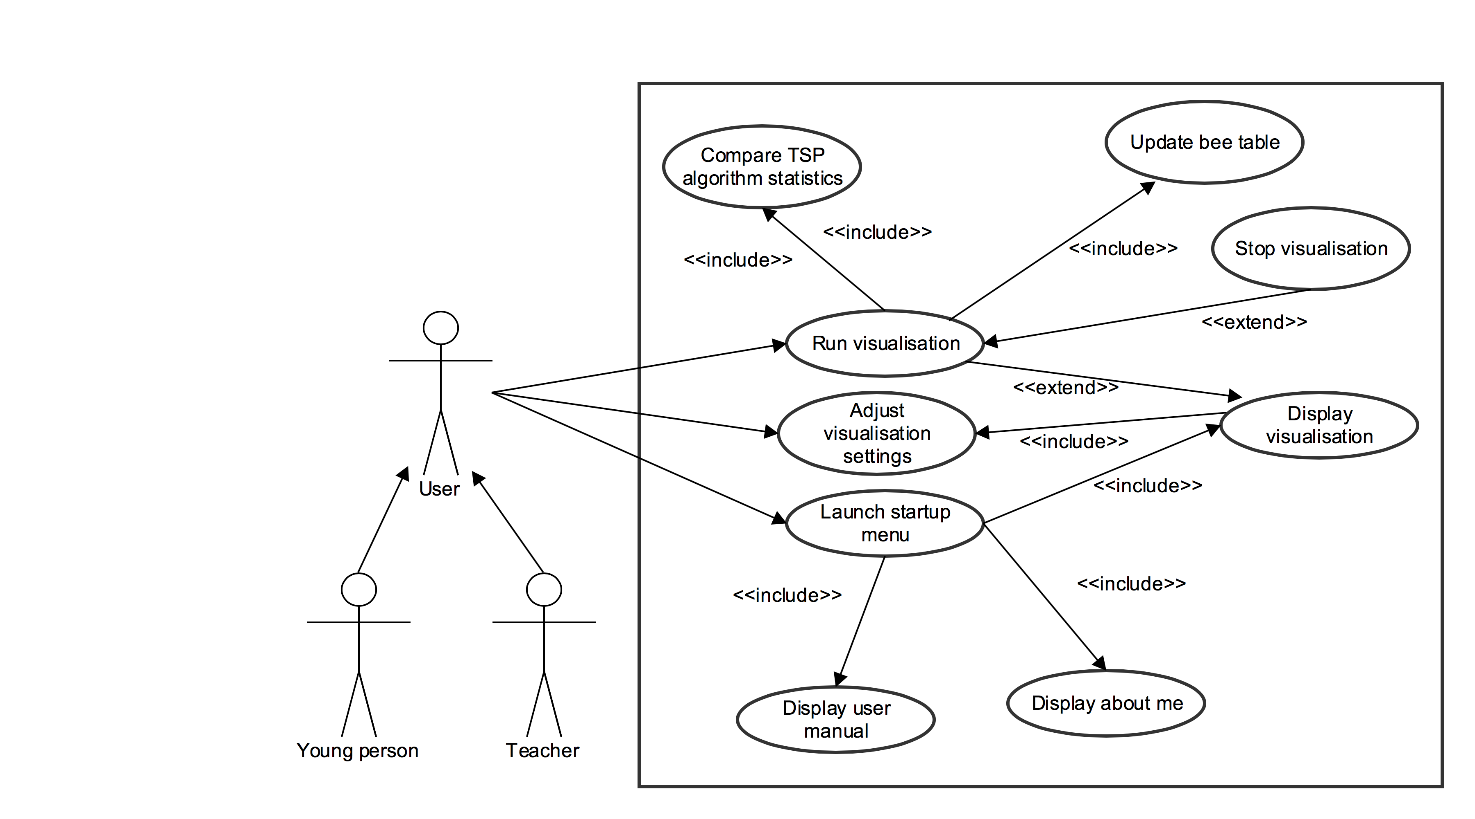 Update bee table
Compare TSP
algorithm statistics
<<include>>
<<include>>
<<include>>
Stop visualisation
<<extend>>
Run visualisation
<<extend>>
Adjust
visualisation
settings
<<include>>
Display
visualisation
User
Launch startup
menu
<<include>>
<<include>>
<<include>>
Display user
manual
Display about me
Young person
Teacher